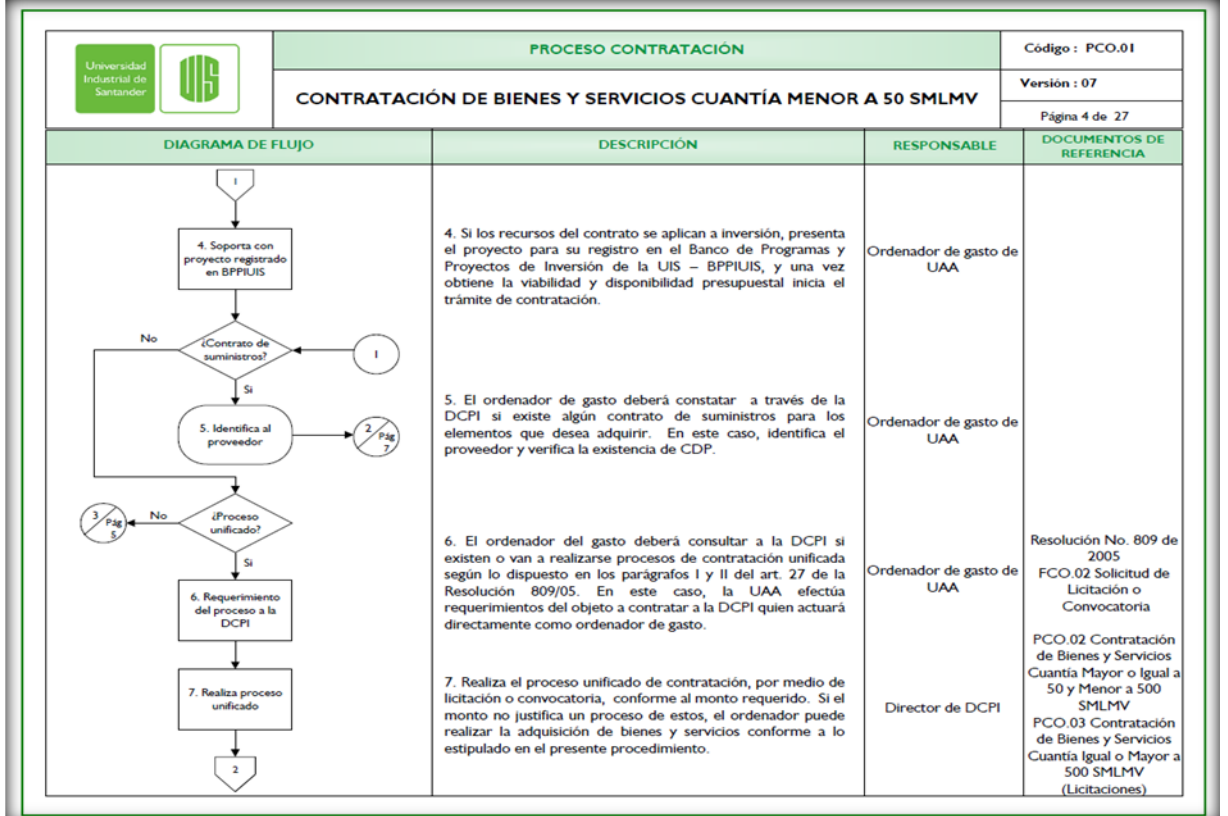 Universidad
Industrial de
Santander
UIS
PROCESO CONTRATACIÓN
CONTRATACIÓN DE BIENES Y SERVICIOS CUANTÍA MENOR A 50 SMLMV
Código : PCO.01
Versión : 07
Página 4 de 27
DIAGRAMA DE FLUJO
DESCRIPCIÓN
RESPONSABLE
DOCUMENTOS DE
REFERENCIA
1
4. Soporta con
proyecto registrado
en BPPIUIS
4. Si los recursos del contrato se aplican a inversión, presenta
el proyecto para su registro en el Banco de Programas y
Proyectos de Inversión de la UIS – BPPIUIS, y una vez
obtiene la viabilidad y disponibilidad presupuestal inicia el
trámite de contratación.
Ordenador de gasto de
UAA
No
¿Contrato de
suministros?
1
Si
5. Identifica al
proveedor
2
Pág
7
5. El ordenador de gasto deberá constatar a través de la
DCPI si existe algún contrato de suministros para los
elementos que desea adquirir. En este caso, identifica el
proveedor y verifica la existencia de CDP.
Ordenador de gasto de
UAA
3
Pág
5
No
¿Proceso
unificado?
Si
6. Requerimiento
del proceso a la
DCPI
6. El ordenador del gasto deberá consultar a la DCPI si
existen o van a realizarse procesos de contratación unificada
según lo dispuesto en los parágrafos I y II del art. 27 de la
Resolución 809/05. En este caso, la UAA efectúa
requerimientos del objeto a contratar a la DCPI quien actuará
directamente como ordenador de gasto.
Ordenador de gasto de
UAA
Resolución No. 809 de
2005
FCO.02 Solicitud de
Licitación o
Convocatoria
7. Realiza proceso
unificado
2
7. Realiza el proceso unificado de contratación, por medio de
licitación o convocatoria, conforme al monto requerido. Si el
monto no justifica un proceso de estos, el ordenador puede
realizar la adquisición de bienes y servicios conforme a lo
estipulado en el presente procedimiento.
Director de DCPI
PCO.02 Contratación
de Bienes y Servicios
Cuantía Mayor o Igual a
50 y Menor a 500
SMLMV
PCO.03 Contratación
de Bienes y Servicios
Cuantía Igual o Mayor a
500 SMLMV
(Licitaciones)